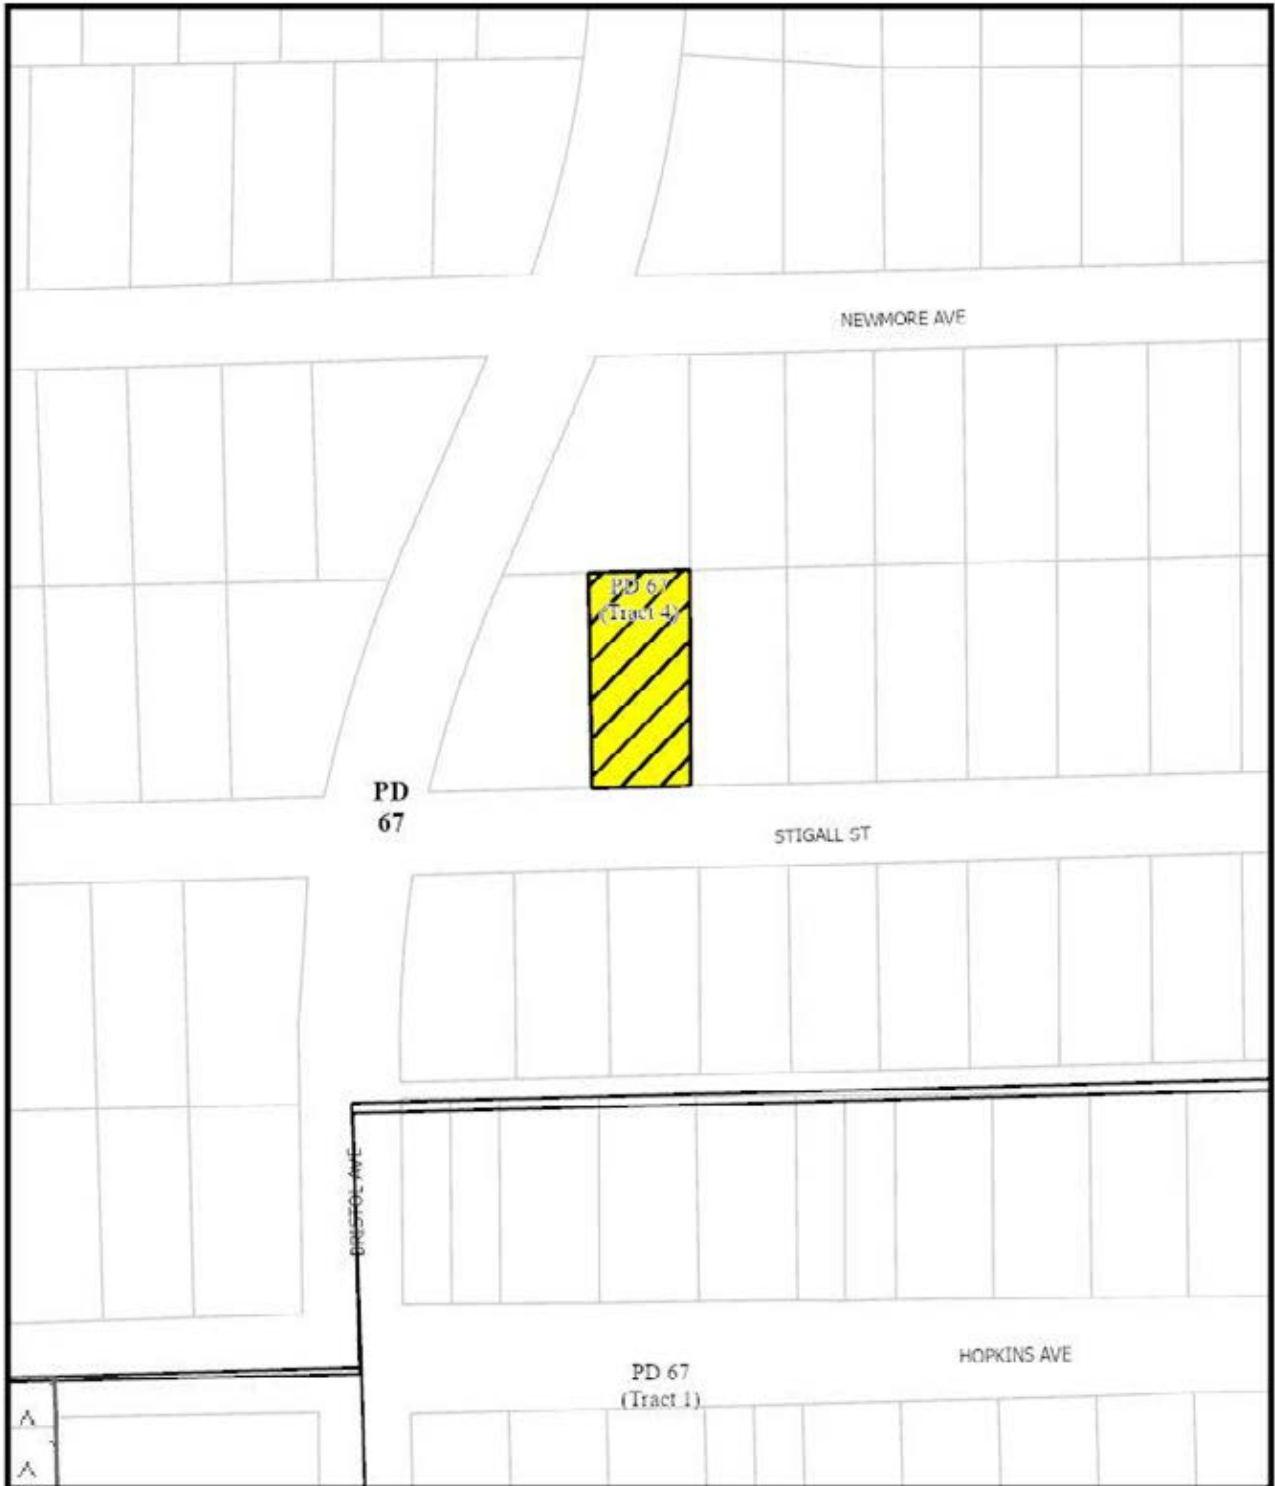 NEWMORE AVE
PD 67
(Tract 4)
PD
67
STIGALL ST
BRISTOL AVE
HOPKINS AVE
PD 67
(Tract 1)